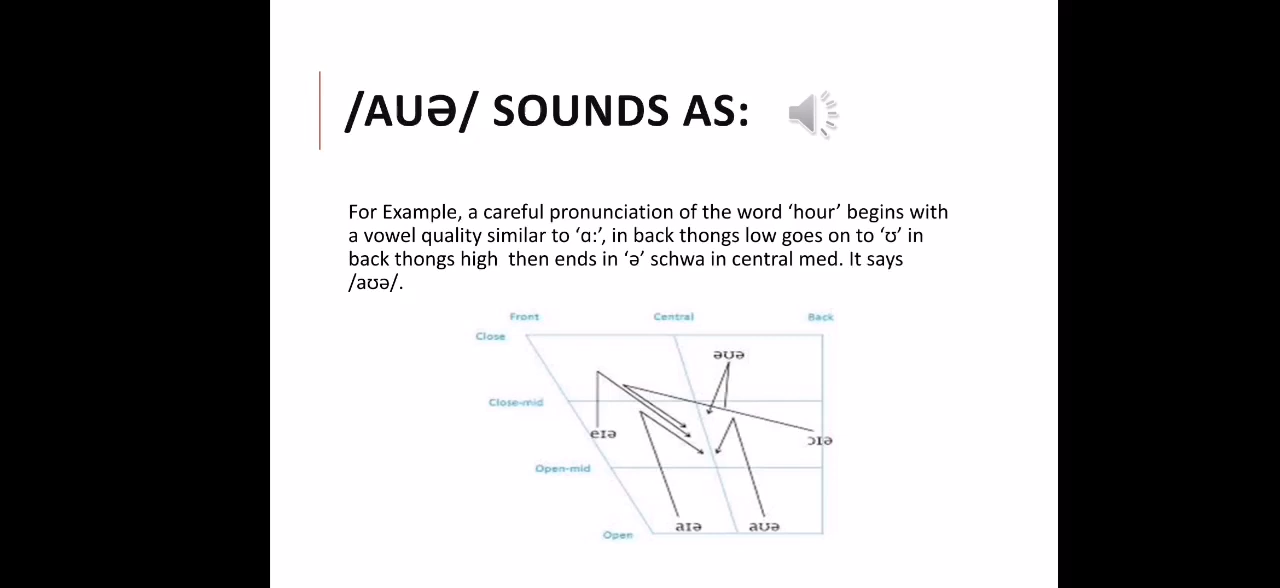 /AUƏ/ SOUNDS AS:
For Example, a careful pronunciation of the word ‘hour’ begins with
a vowel quality similar to ‘ɑ:’, in back thongs low goes on to ‘ʊ’ in
back thongs high  then ends in ‘ə’ schwa in central med. It says
/aʊə/.
Front Central Back
Close
əʊə
Close-mid
eɪə
ɔɪə
Open-mid
aɪə aʊə
Open